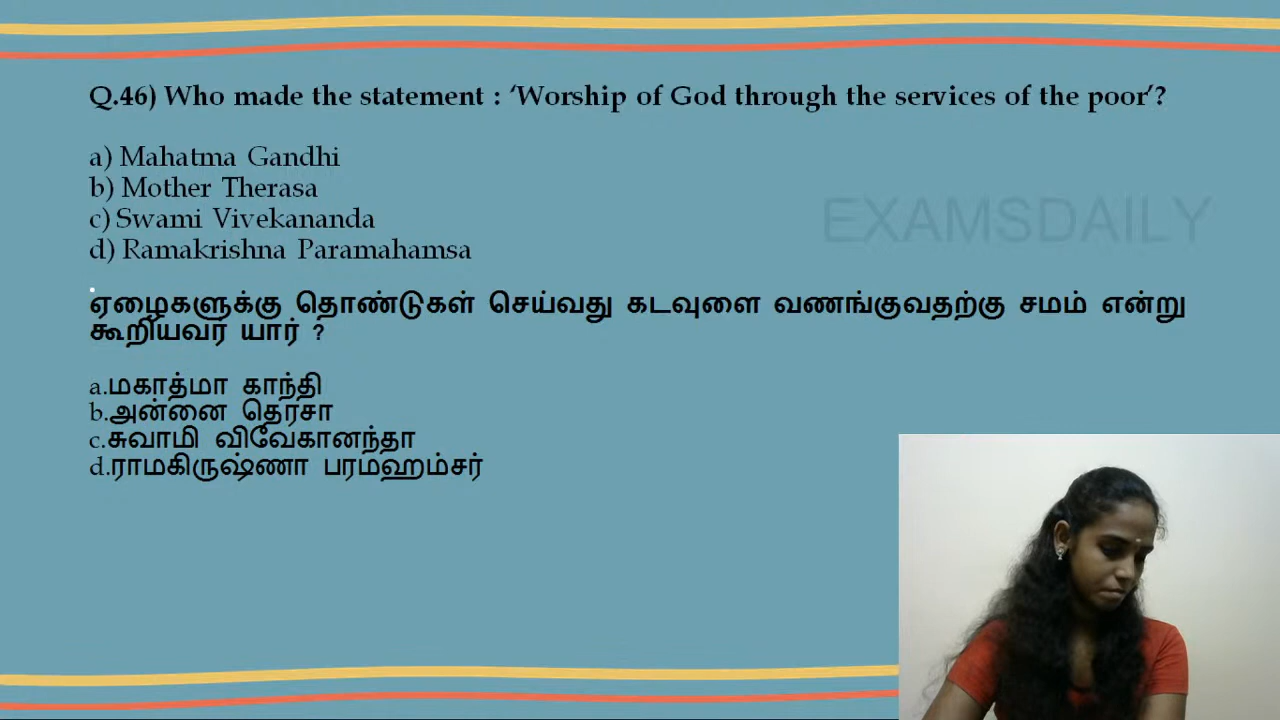 Q.46) Who made the statement : ‘Worship of God through the services of the poor’?
a) Mahatma Gandhi
b) Mother Therasa
c) Swami Vivekananda
d) Ramakrishna Paramahamsa
EXAMSDAILY
ஏழைகளுக்கு தொண்டுகள் செய்வது கடவுளை வணங்குவதற்கு சமம் என்று
கூறியவர் யார் ?
a.மகாத்மா காந்தி
b.அன்னை தெரசா
c.சுவாமி விவேகானந்தா
d.ராமகிருஷ்ணா பரமஹம்சர்